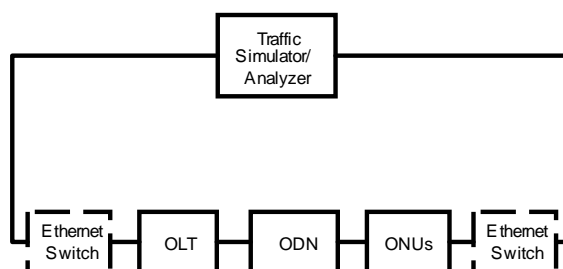 Traffic
Simulator/
Analyzer
Ethernet
Switch
OLT
ODN
ONUs
Ethernet
Switch